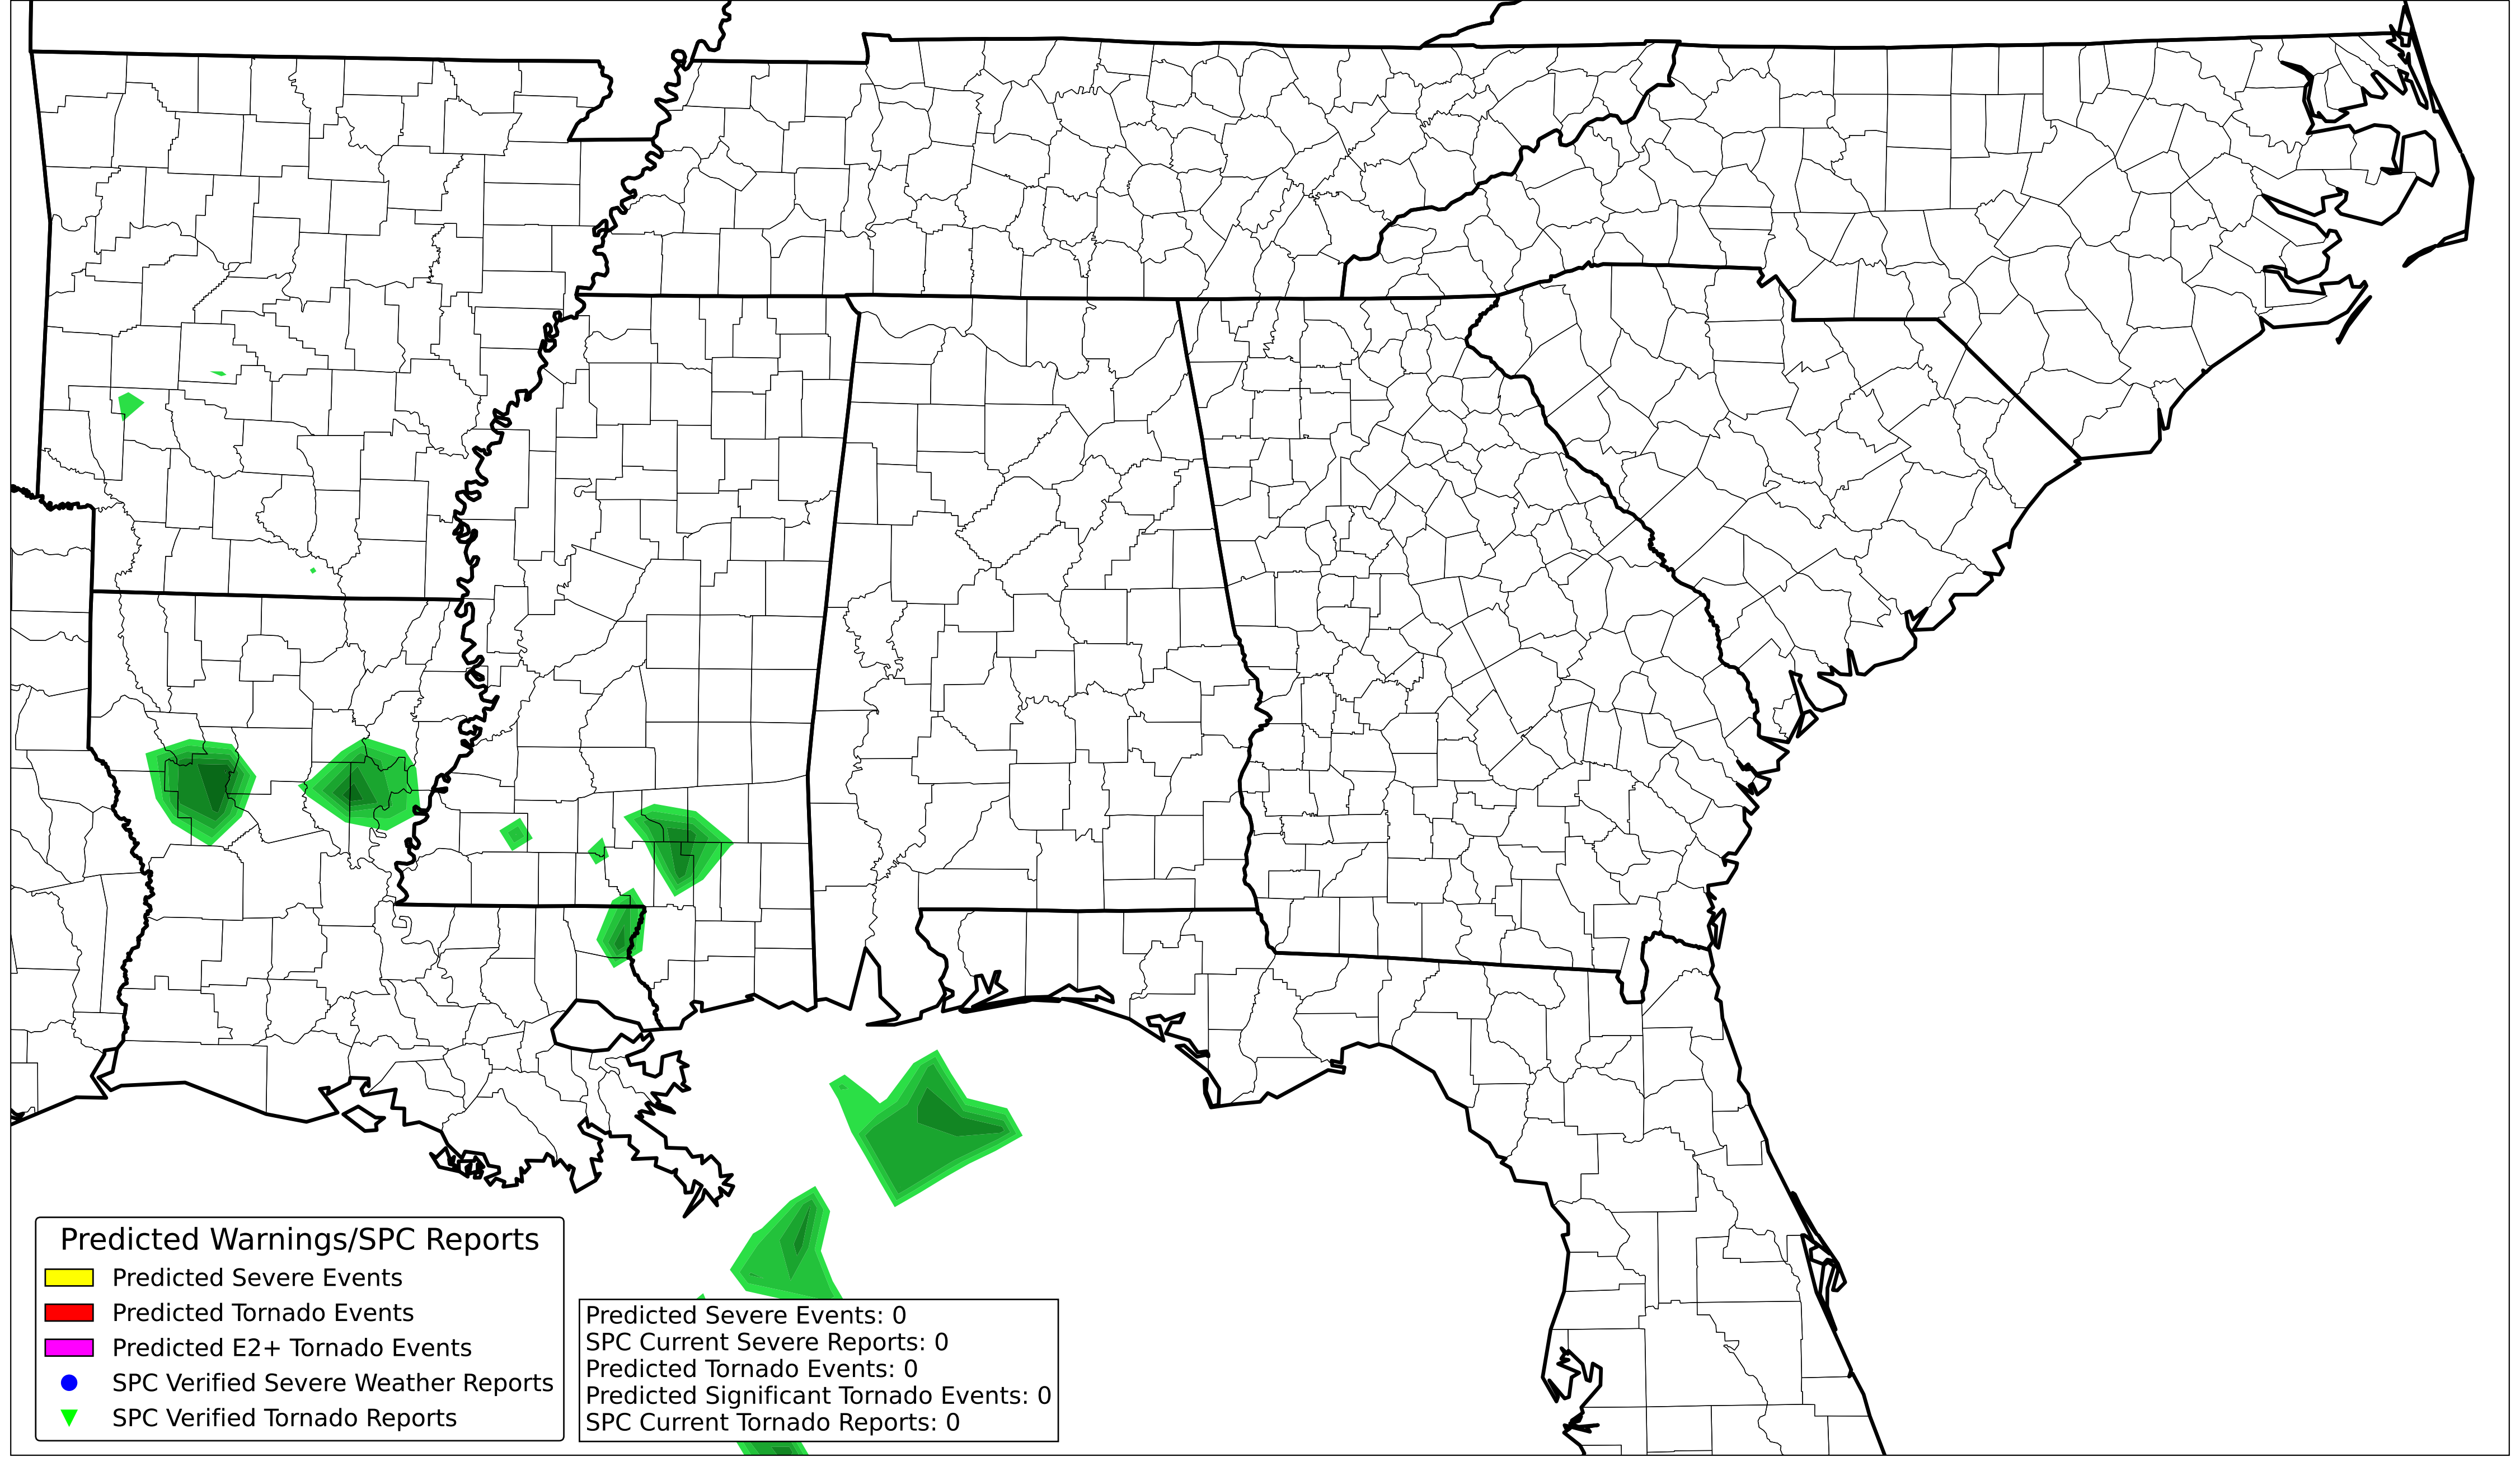 Predicted Warnings/SPC Reports
Predicted Severe Events
Predicted Tornado Events
Predicted E2+ Tornado Events
SPC Verified Severe Weather Reports
SPC Verified Tornado Reports
Predicted Severe Events: 0
SPC Current Severe Reports: 0
Predicted Tornado Events: 0
Predicted Significant Tornado Events: 0
SPC Current Tornado Reports: 0